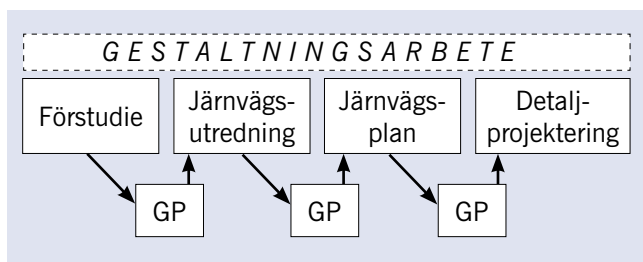 GESTALTNINGSARBETE
Förstudie
Järnvägs-
utredning
Järnvägs-
plan
Detalj-
projektering
GP
GP
GP